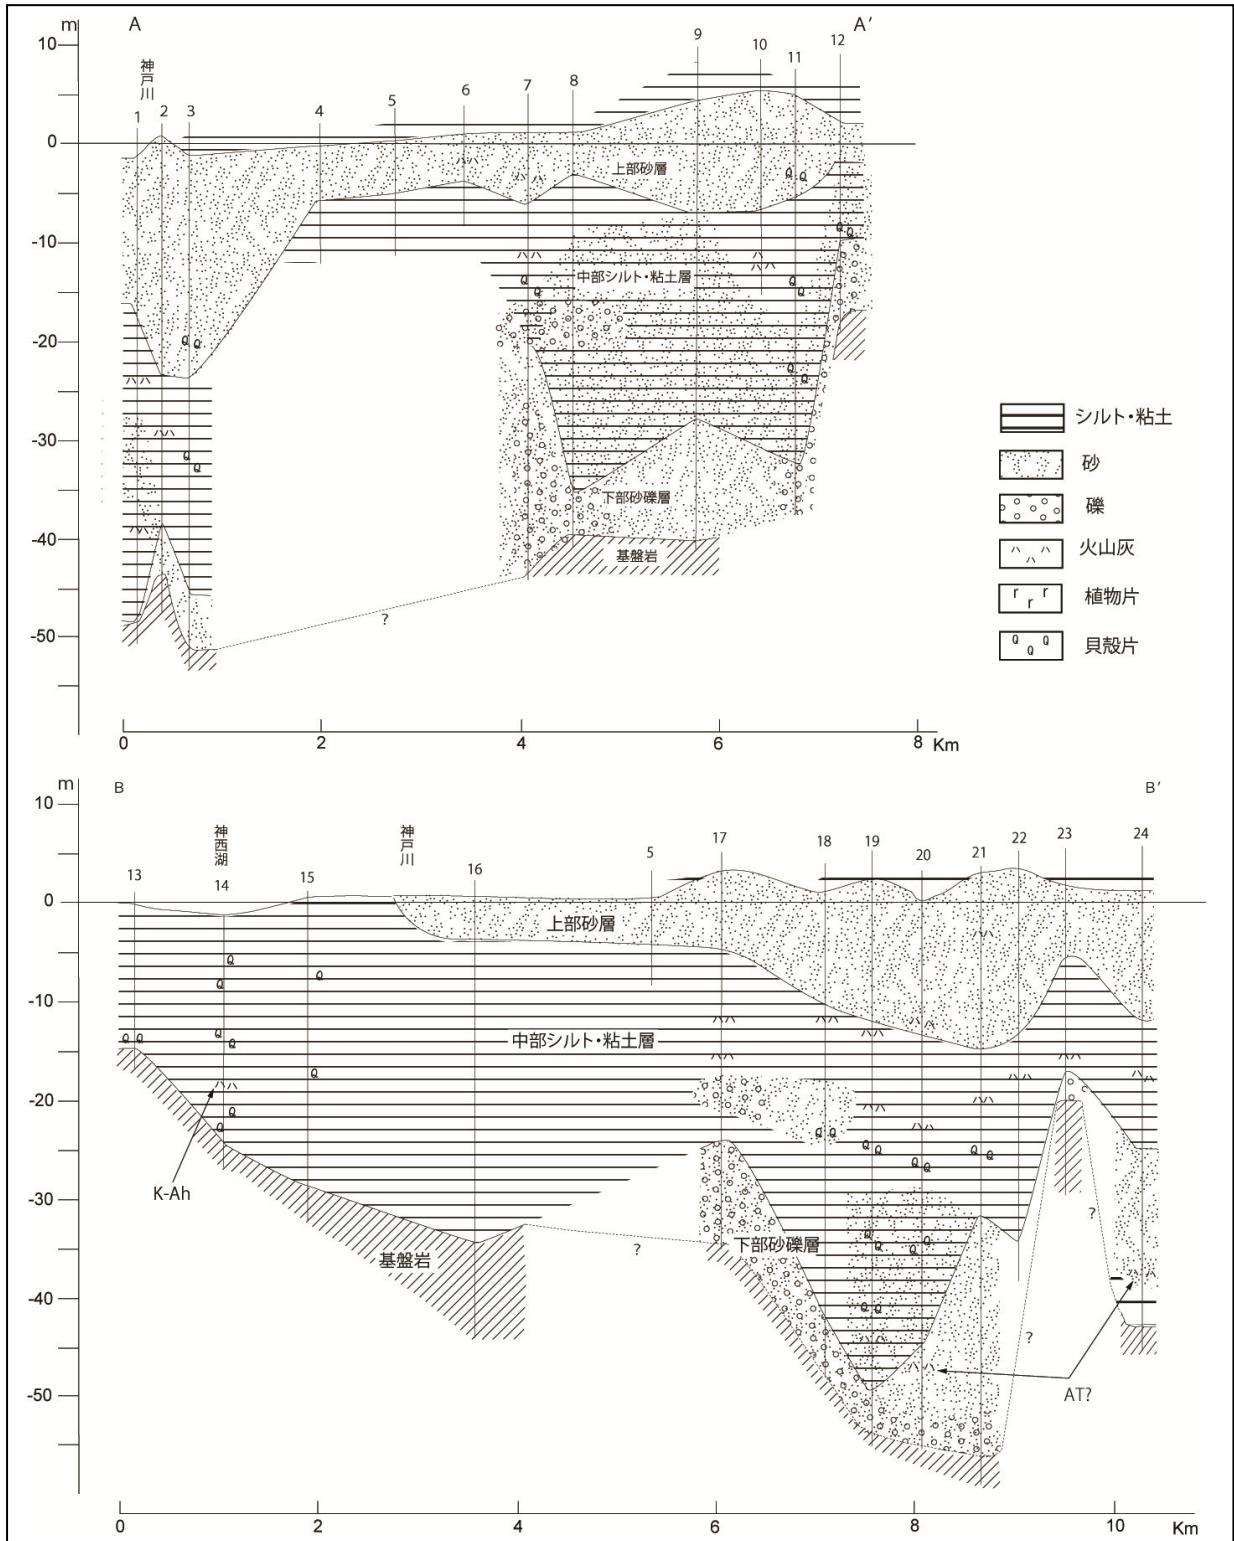 m
A
A′
10
0
-10
-20
-30
-40
-50
神戸川
1
2
3
4
5
6
7
8
9
10
11
12
上部砂層
中部シルト・粘土層
下部砂礫層
基盤岩
?
0
2
4
6
8
Km
シルト・粘土
砂
礫
火山灰
植物片
貝殻片
m
B
B′
10
0
-10
-20
-30
-40
-50
13
神西湖
14
15
神戸川
16
5
17
18
19
20
21
22
23
24
上部砂層
中部シルト・粘土層
K-Ah
基盤岩
?
下部砂礫層
?
?
AT?
0
2
4
6
8
10
Km